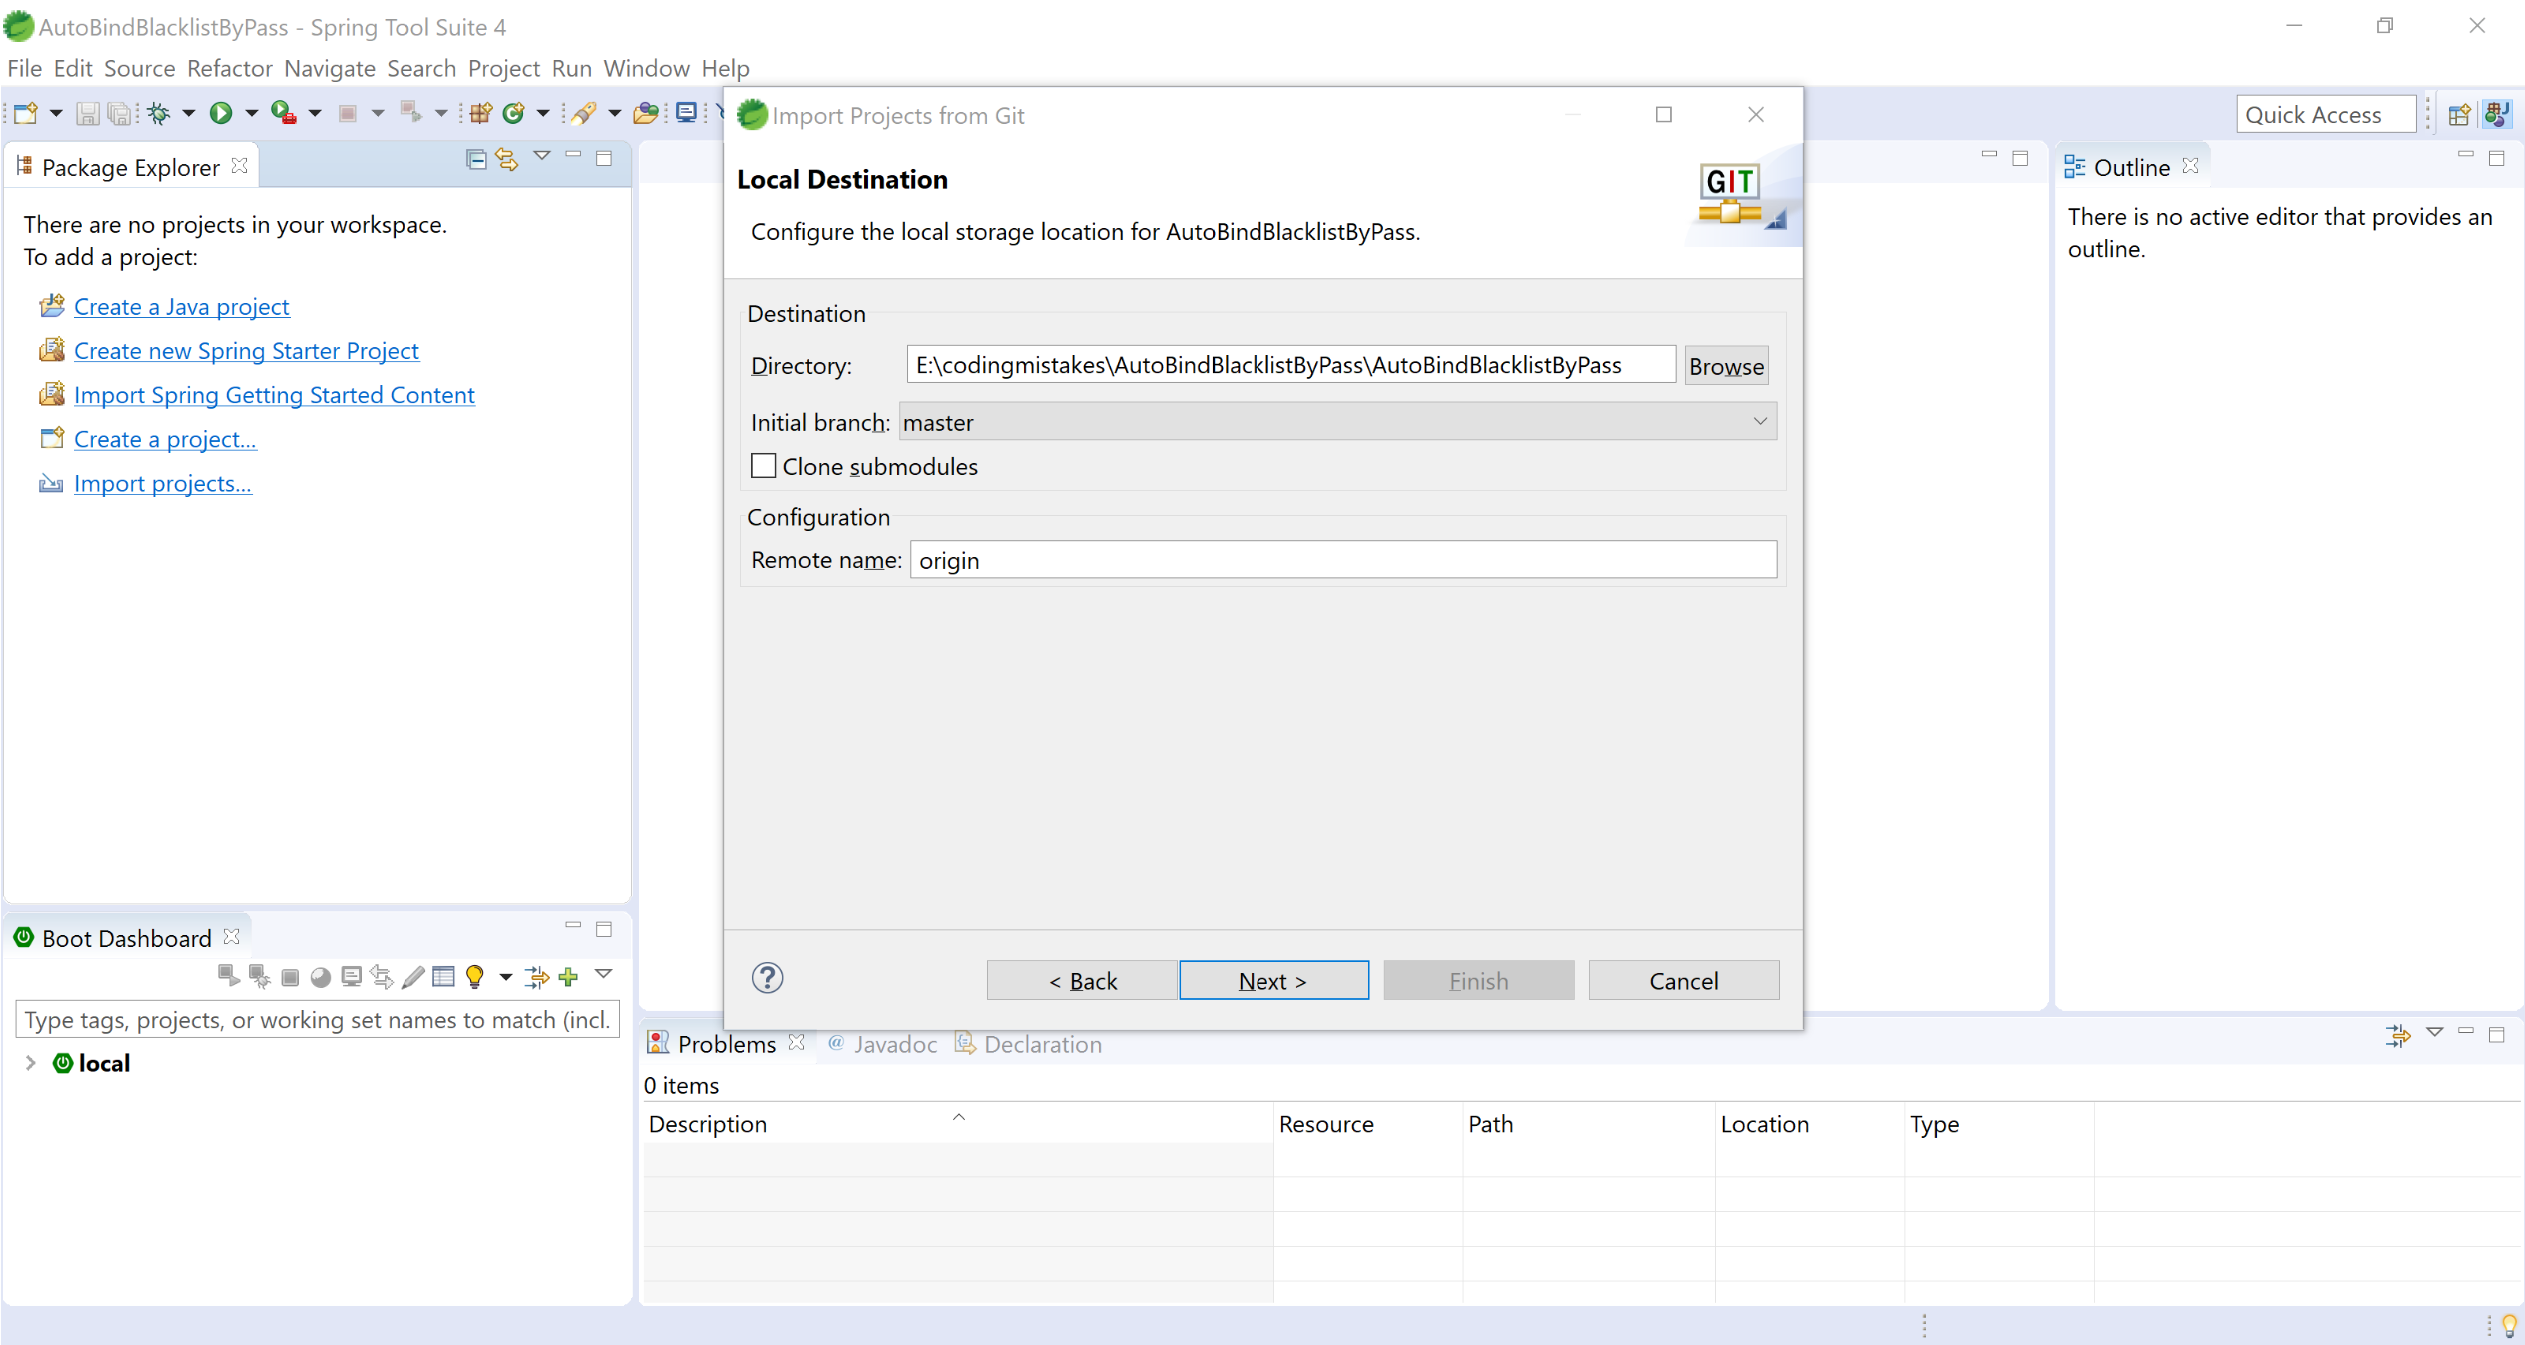 AutoBindBlacklistByPass - Spring Tool Suite 4
File Edit Source Refactor Navigate Search Project Run Window Help
Quick Access
Package Explorer
There are no projects in your workspace.
To add a project:
Create a Java project
Create new Spring Starter Project
Import Spring Getting Started Content
Create a project...
Import projects...
Import Projects from Git
Local Destination
GIT
Configure the local storage location for AutoBindBlacklistByPass.
Destination
Directory: E:\codingmistakes\AutoBindBlacklistByPass\AutoBindBlacklistByPass Browse
Initial branch: master
Clone submodules
Configuration
Remote name: origin
< Back Next > Finish Cancel
Outline
There is no active editor that provides an
outline.
Boot Dashboard
Type tags, projects, or working set names to match (incl.
local
Problems @ Javadoc Declaration
0 items
Description Resource Path Location Type